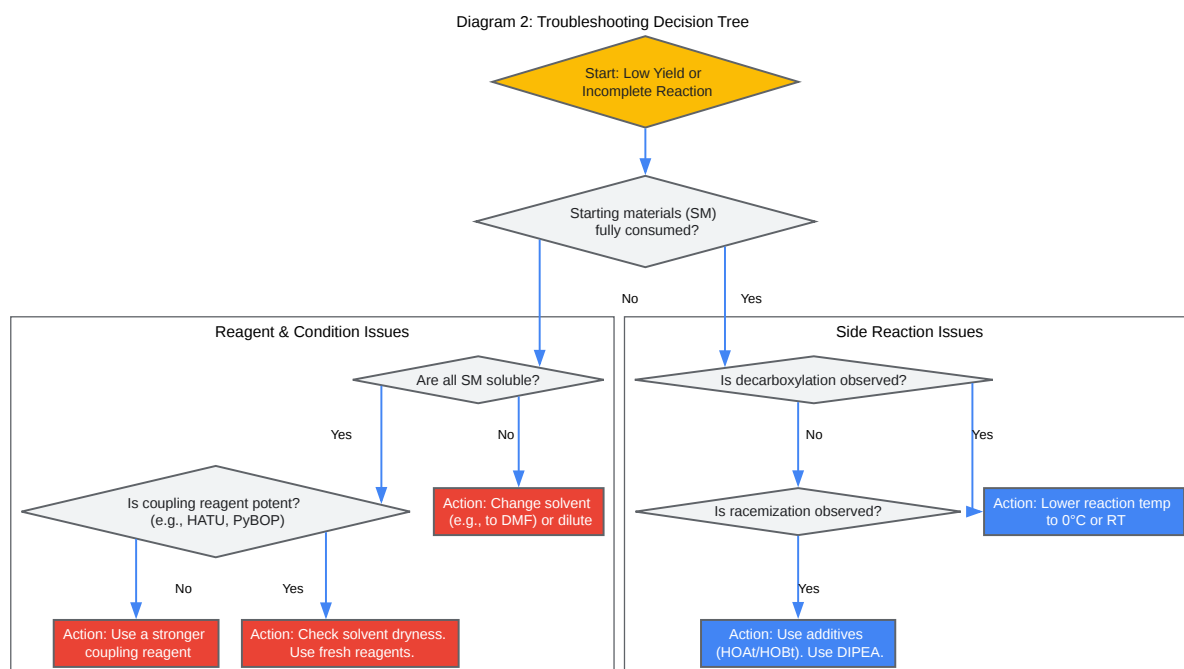 Diagram 2: Troubleshooting Decision Tree
Start: Low Yield or
Incomplete Reaction
Starting materials (SM)
fully consumed?
No
Yes
Reagent & Condition Issues
Side Reaction Issues
Are all SM soluble?
Is decarboxylation observed?
Yes
No
No
Yes
Is coupling reagent potent?
(e.g., HATU, PyBOP)
Action: Change solvent
(e.g., to DMF) or dilute
Is racemization observed?
Action: Lower reaction temp
to 0°C or RT
No
Yes
Yes
Action: Use a stronger
coupling reagent
Action: Check solvent dryness.
Use fresh reagents.
Action: Use additives
(HOAt/HOBt). Use DIPEA.